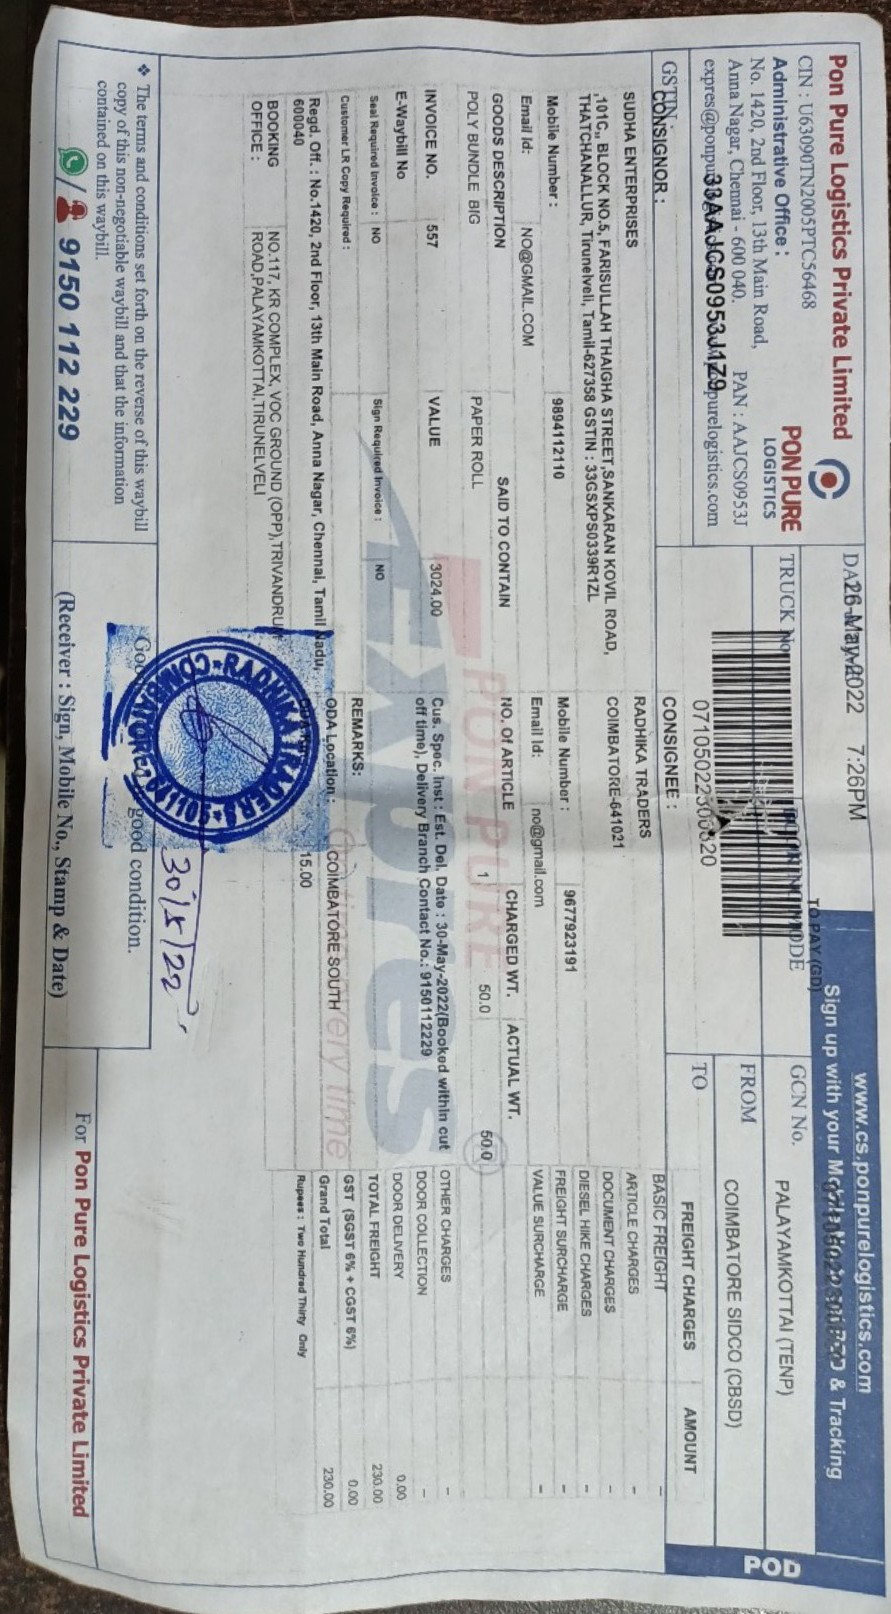 Pon Pure Logistics Private Limited
CIN : U63090TN2005PTC56468
Administrative Office :
No. 1420, 2nd Floor, 13th Main Road,
Anna Nagar, Chennai - 600 040.
PAN : AAJCS0953J
PON PURE
LOGISTICS
GSTIN :
33AAJCS0953J1Z9
26-May-2022 7:26PM
TRUCK No
TO PAY (GD)
www.cs.ponpurelogistics.com
Sign up with your & Tracking
POD
GCN No.
FROM
PALAYAMKOTTAI (TENP)
TO
COIMBATORE SIDCO (CBSD)
CONSIGNOR :
SUDHA ENTERPRISES
,101C,, BLOCK NO.5, FARISULLAH THAIGHA STREET,SANKARAN KOVIL ROAD,
THATCHANALLUR, Tirunelveli, Tamil-627358 GSTIN : 33GSXPS0339R1ZL
Mobile Number : 9894112110
Email Id: NO@GMAIL.COM
CONSIGNEE :
RADHIKA TRADERS
COIMBATORE-641021
Mobile Number : 9677923191
Email Id: no@gmail.com
FREIGHT CHARGES AMOUNT
BASIC FREIGHT -
ARTICLE CHARGES -
DOCUMENT CHARGES -
DIESEL HIKE CHARGES -
FREIGHT SURCHARGE -
VALUE SURCHARGE -
OTHER CHARGES -
DOOR COLLECTION -
DOOR DELIVERY 0.00
TOTAL FREIGHT 230.00
GST (SGST 6% + CGST 6%) 0.00
Grand Total 230.00
Rupees : Two Hundred Thirty Only
GOODS DESCRIPTION SAID TO CONTAIN NO. OF ARTICLE CHARGED WT. ACTUAL WT.
POLY BUNDLE BIG PAPER ROLL 1 50.0 50.0
INVOICE NO. 557 VALUE 3024.00
Cus. Spec. Inst : Est. Del. Date : 30-May-2022(Booked within cut
off time), Delivery Branch Contact No.: 9150112229
E-Waybill No
Seal Required Invoice : NO Sign Required Invoice : NO
Customer LR Copy Required :
REMARKS:
ODA Location : COIMBATORE SOUTH
15.00
Regd. Off. : No.1420, 2nd Floor, 13th Main Road, Anna Nagar, Chennai, Tamil Nadu,
600040
BOOKING
OFFICE :
NO.117, KR COMPLEX, VOC GROUND (OPP),TRIVANDRUM
ROAD,PALAYAMKOTTAI,TIRUNELVELI
PON PURE
EXpres
RADHIKA TRADERS
30/5/22
good condition.
❖ The terms and conditions set forth on the reverse of this waybill
copy of this non-negotiable waybill and that the information
contained on this waybill.
9150 112 229
(Receiver : Sign, Mobile No., Stamp & Date)
For Pon Pure Logistics Private Limited